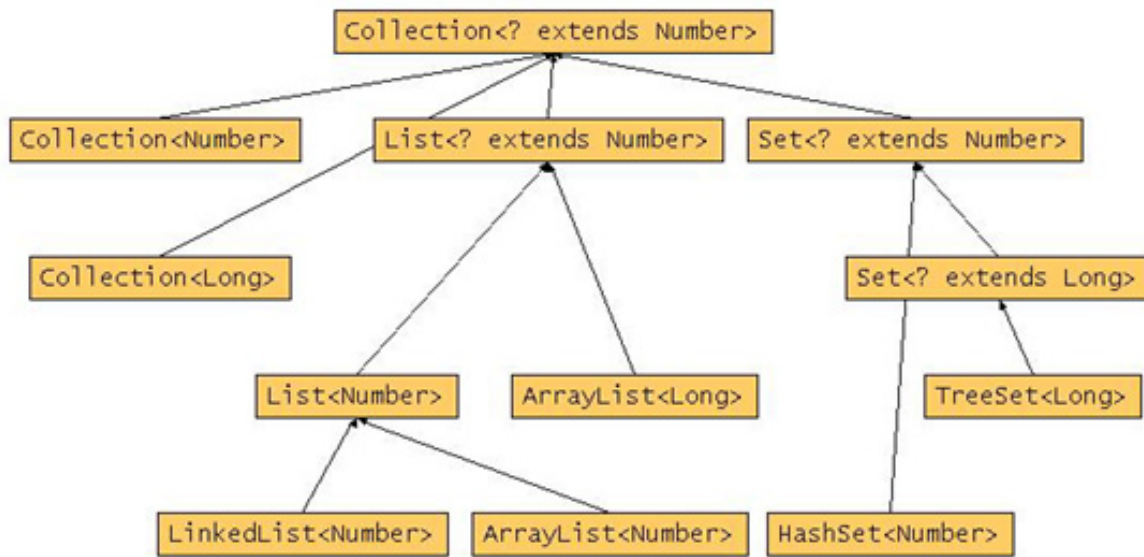 Collection<? extends Number>
Collection<Number>
List<? extends Number>
Set<? extends Number>
Collection<Long>
Set<? extends Long>
List<Number>
ArrayList<Long>
TreeSet<Long>
LinkedList<Number>
ArrayList<Number>
HashSet<Number>